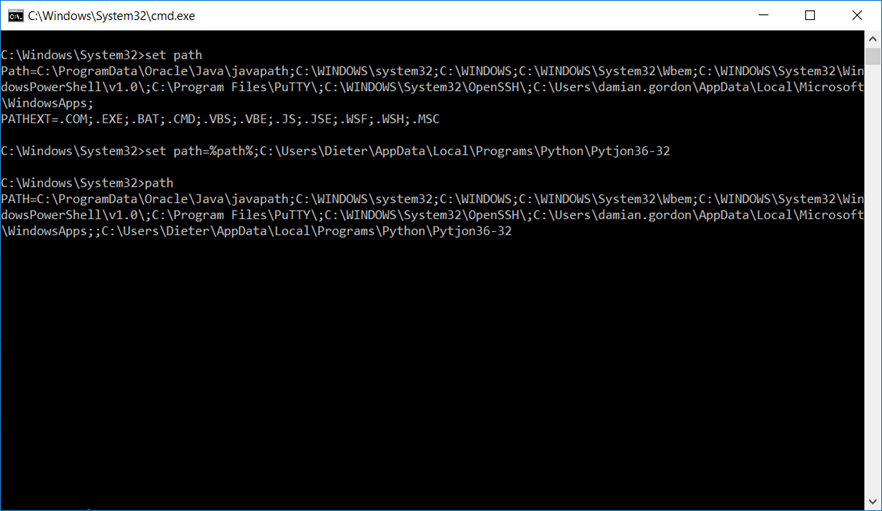 C:\Windows\System32\cmd.exe
C:\Windows\System32>set path
Path=C:\ProgramData\Oracle\Java\javapath;C:\WINDOWS\system32;C:\WINDOWS;C:\WINDOWS\System32\Wbem;C:\WINDOWS\System32\Win
dowsPowerShell\v1.0\;C:\Program Files\PuTTY\;C:\WINDOWS\System32\OpenSSH\;C:\Users\damian.gordon\AppData\Local\Microsoft
\WindowsApps;
PATHEXT=.COM;.EXE;.BAT;.CMD;.VBS;.VBE;.JS;.JSE;.WSF;.WSH;.MSC
C:\Windows\System32>set path=%path%;C:\Users\Dieter\AppData\Local\Programs\Python\Pytjon36-32
C:\Windows\System32>path
PATH=C:\ProgramData\Oracle\Java\javapath;C:\WINDOWS\system32;C:\WINDOWS;C:\WINDOWS\System32\Wbem;C:\WINDOWS\System32\Win
dowsPowerShell\v1.0\;C:\Program Files\PuTTY\;C:\WINDOWS\System32\OpenSSH\;C:\Users\damian.gordon\AppData\Local\Microsoft
\WindowsApps;;C:\Users\Dieter\AppData\Local\Programs\Python\Pytjon36-32